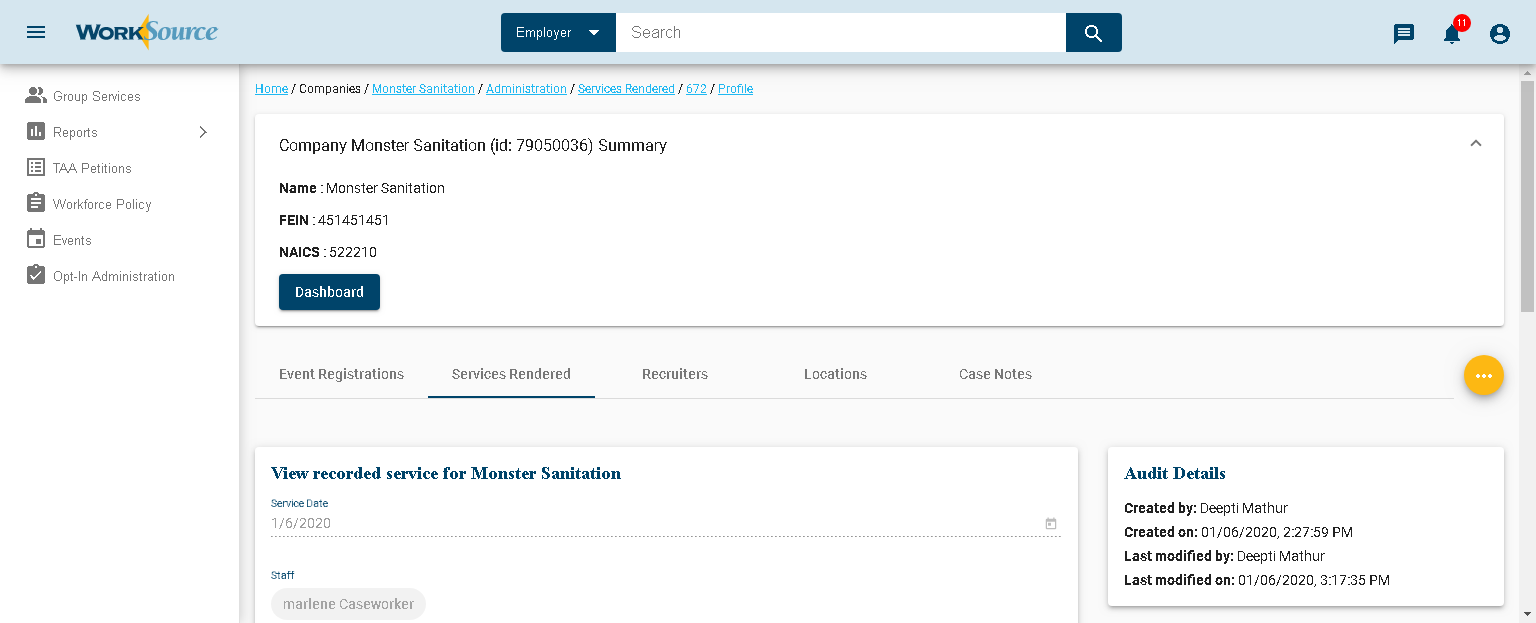 WorkSource
Employer
Search
11
Group Services
Reports
TAA Petitions
Workforce Policy
Events
Opt-In Administration
Home / Companies / Monster Sanitation / Administration / Services Rendered / 672 / Profile
Company Monster Sanitation (id: 79050036) Summary
Name : Monster Sanitation
FEIN : 451451451
NAICS : 522210
Dashboard
Event Registrations Services Rendered Recruiters Locations Case Notes
View recorded service for Monster Sanitation
Service Date
1/6/2020
Staff
marlene Caseworker
Audit Details
Created by: Deepti Mathur
Created on: 01/06/2020, 2:27:59 PM
Last modified by: Deepti Mathur
Last modified on: 01/06/2020, 3:17:35 PM